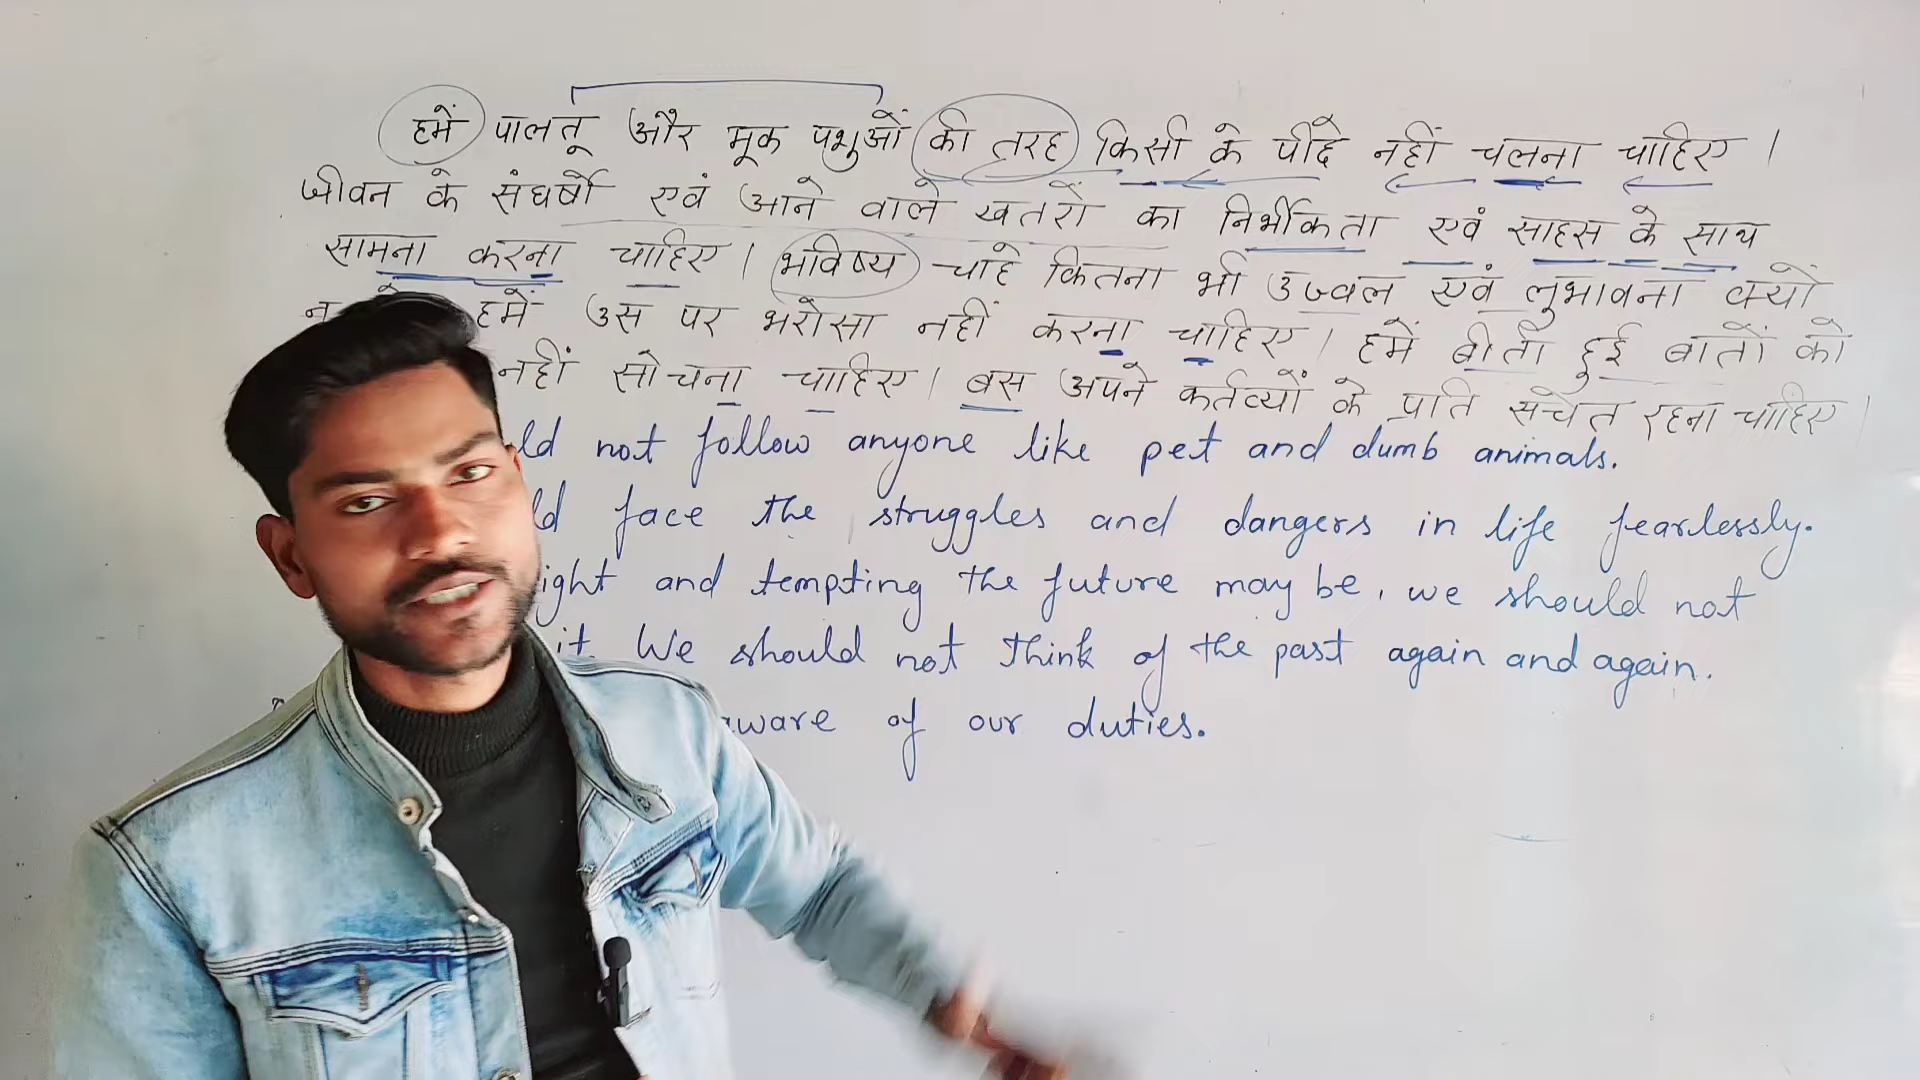 हमें पालतू और मूक पशुओं की तरह किसी के पीछे नहीं चलना चाहिए ।
जीवन के संघर्षों एवं आने वाले खतरों का निर्भीकता एवं साहस के साथ
सामना करना चाहिए । भविष्य चाहे कितना भी उज्वल एवं लुभावना क्यों
हमें उस पर भरोसा नहीं करना चाहिए । हमें बीती हुई बातों को
नहीं सोचना चाहिए । बस अपने कर्तव्यों के प्रति सचेत रहना चाहिए ।
not follow anyone like pet and dumb animals.
face the struggles and dangers in life fearlessly.
and tempting the future may be, we should not
it. We should not think of the past again and again.
aware of our duties.